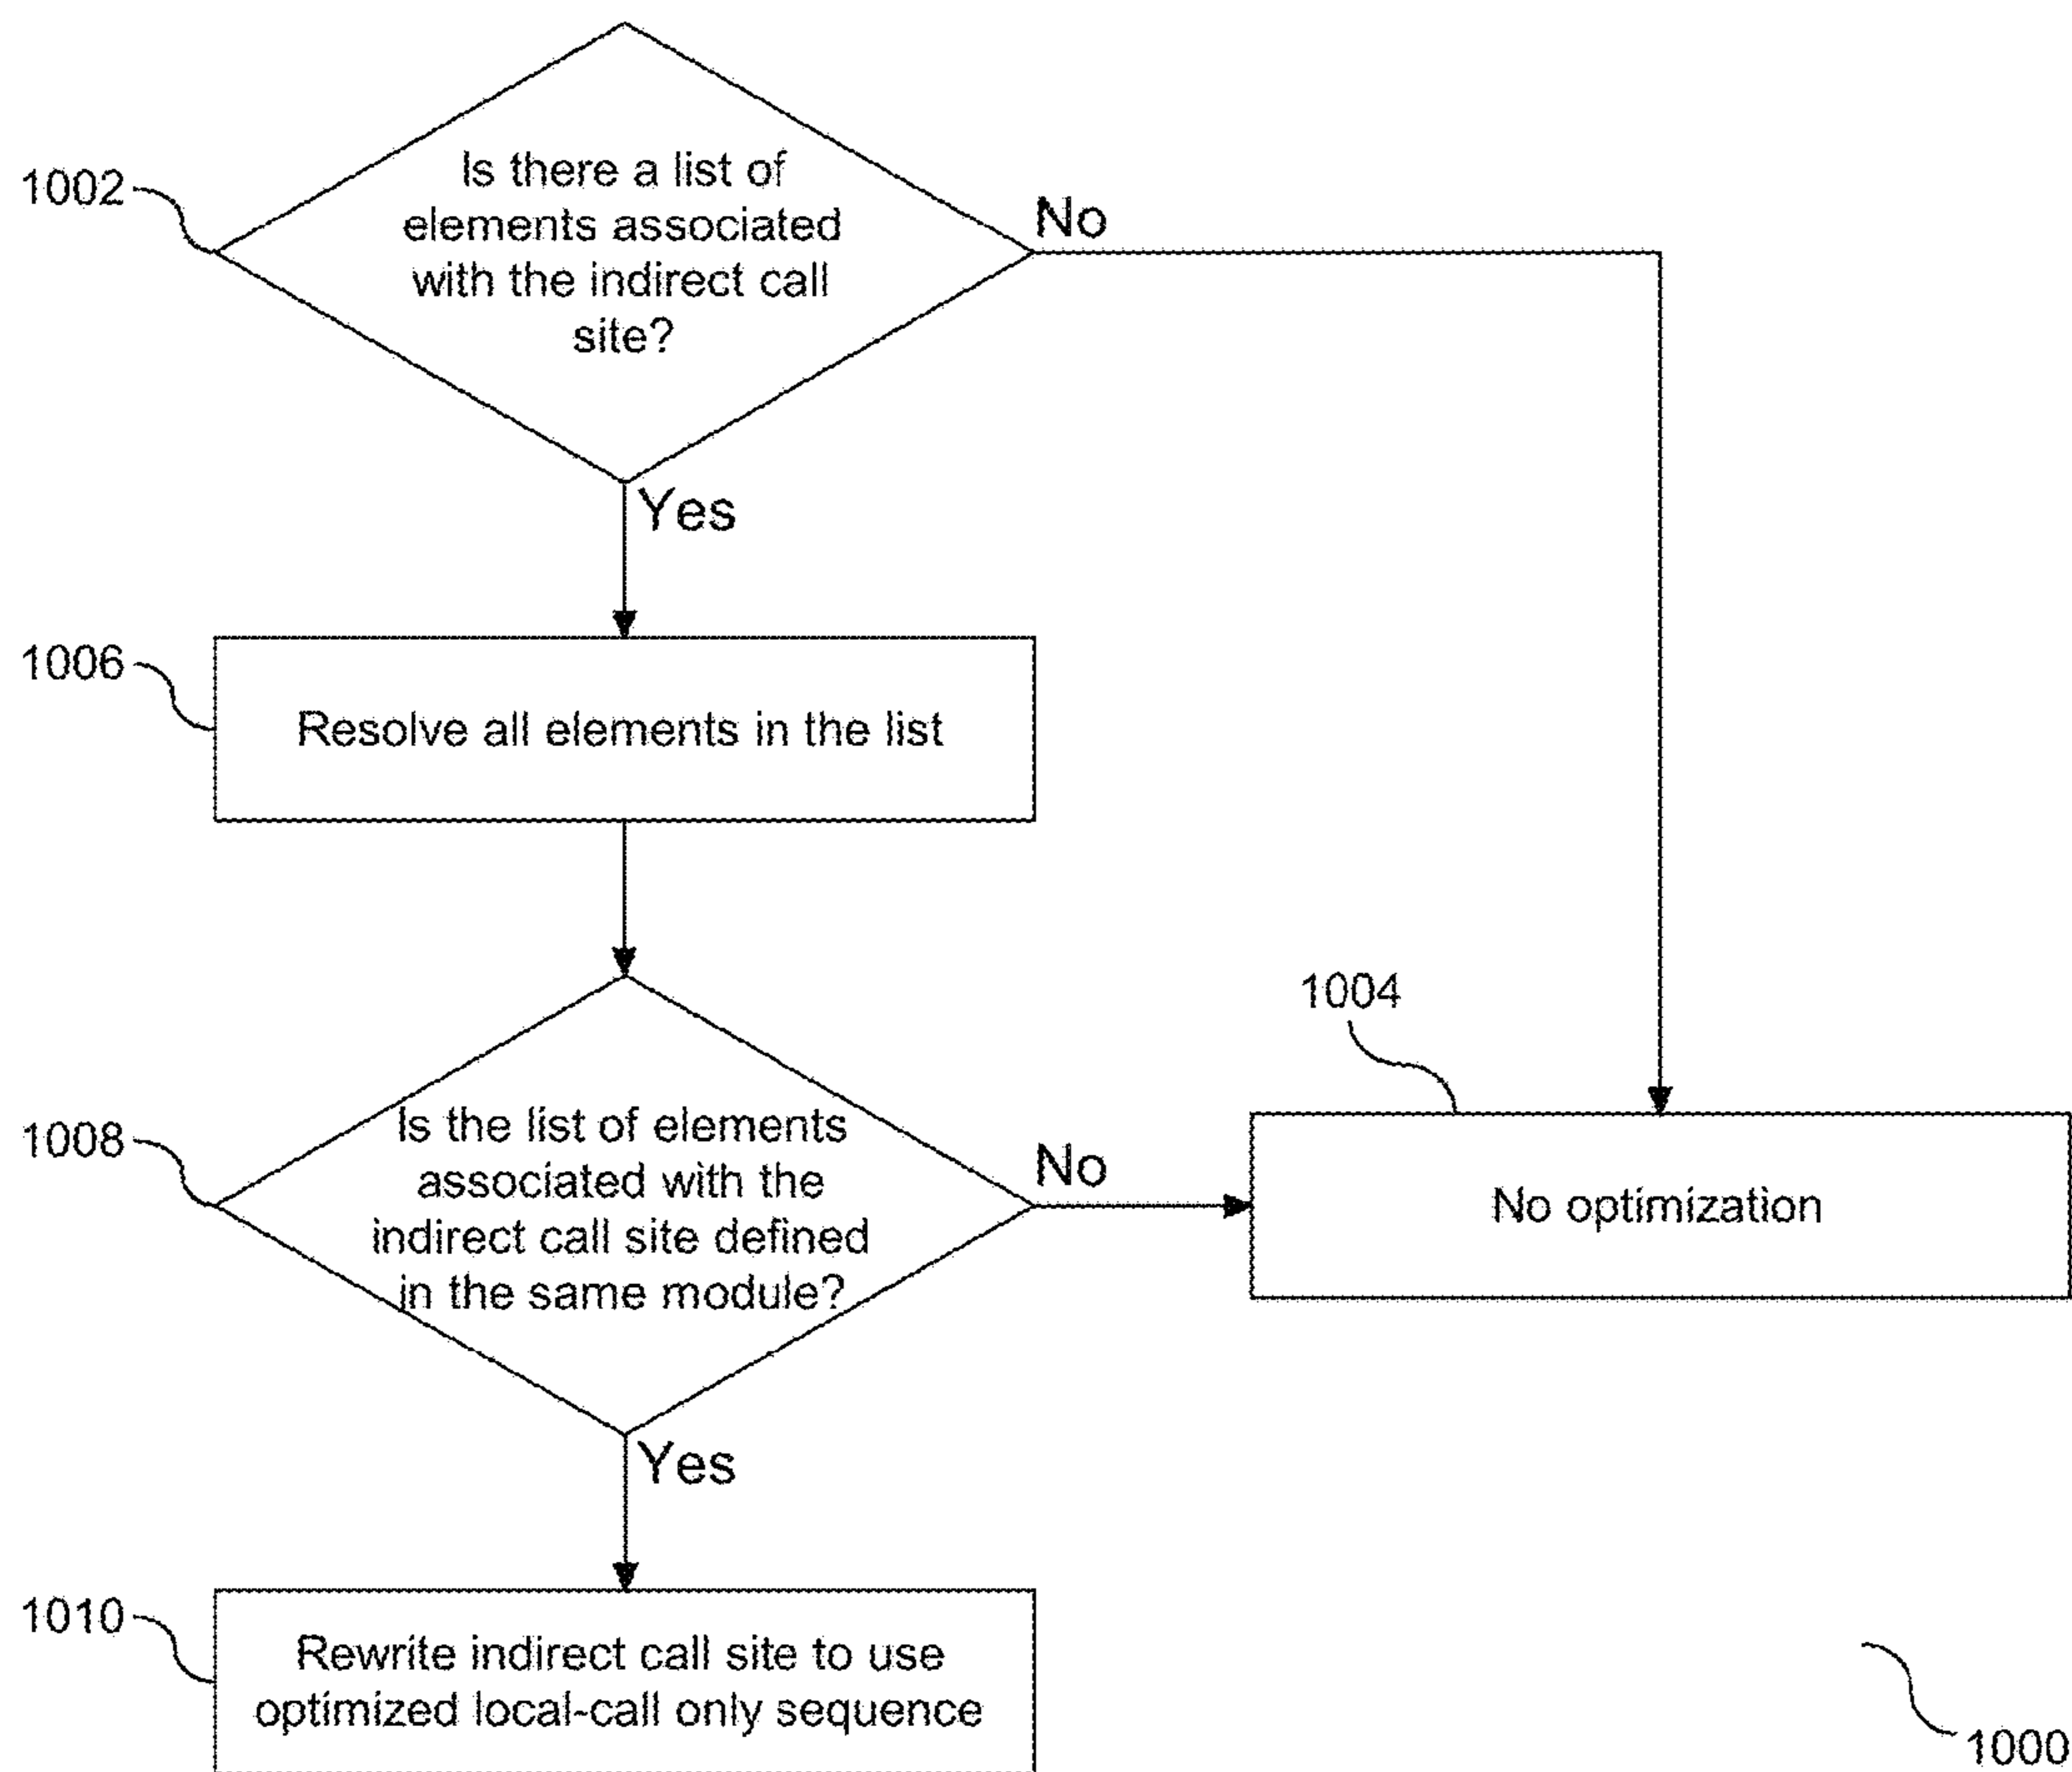 1002
Is there a list of
elements associated
with the indirect call
site?
No
Yes
1006
Resolve all elements in the list
1008
Is the list of elements
associated with the
indirect call site defined
in the same module?
No
1004
No optimization
Yes
1010
Rewrite indirect call site to use
optimized local-call only sequence
1000